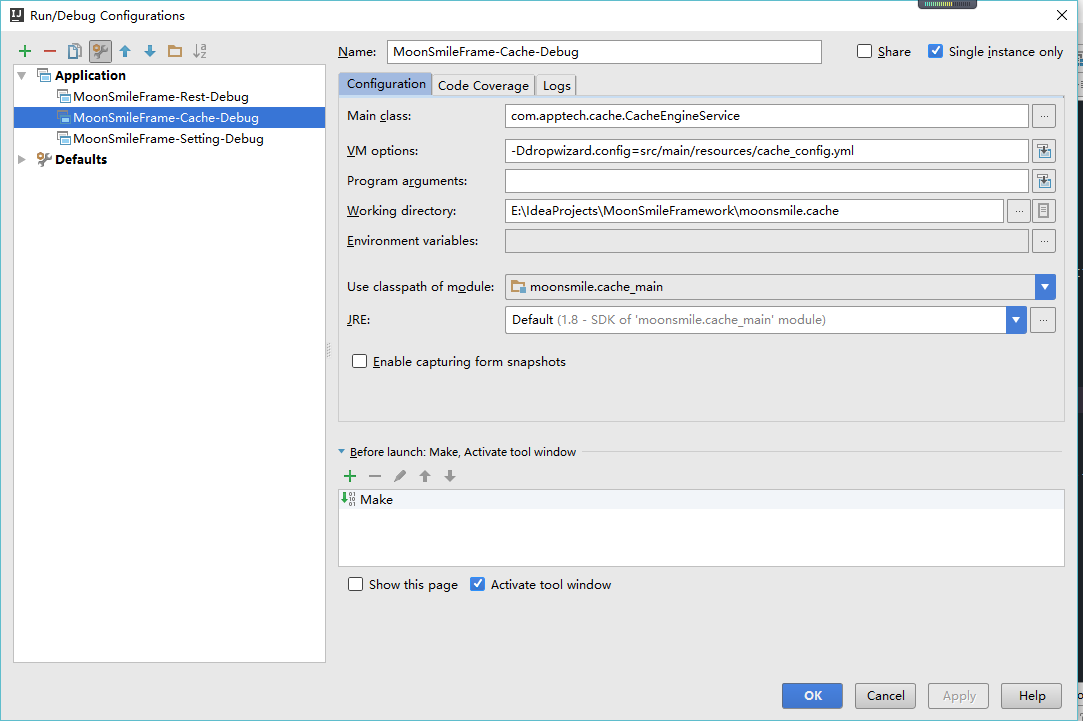 Run/Debug Configurations
Name: MoonSmileFrame-Cache-Debug Share Single instance only
Application
MoonSmileFrame-Rest-Debug
MoonSmileFrame-Cache-Debug
MoonSmileFrame-Setting-Debug
Defaults
Configuration Code Coverage Logs
Main class: com.apptech.cache.CacheEngineService ...
VM options: -Ddropwizard.config=src/main/resources/cache_config.yml
Program arguments:
Working directory: E:\IdeaProjects\MoonSmileFramework\moonsmile.cache ...
Environment variables: ...
Use classpath of module: moonsmile.cache_main
JRE: Default (1.8 - SDK of 'moonsmile.cache_main' module) ...
Enable capturing form snapshots
Before launch: Make, Activate tool window
Make
Show this page Activate tool window
OK Cancel Apply Help